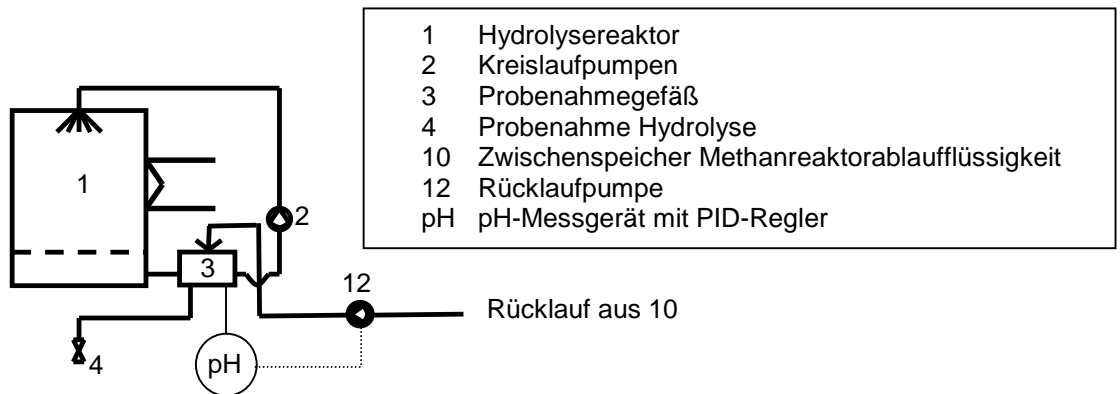 1 Hydrolysereaktor
2 Kreislaufpumpen
3 Probenahmegefäß
4 Probenahme Hydrolyse
10 Zwischenspeicher Methanreaktorablaufflüssigkeit
12 Rücklaufpumpe
pH pH-Messgerät mit PID-Regler
1
2
3
12
Rücklauf aus 10
4
pH